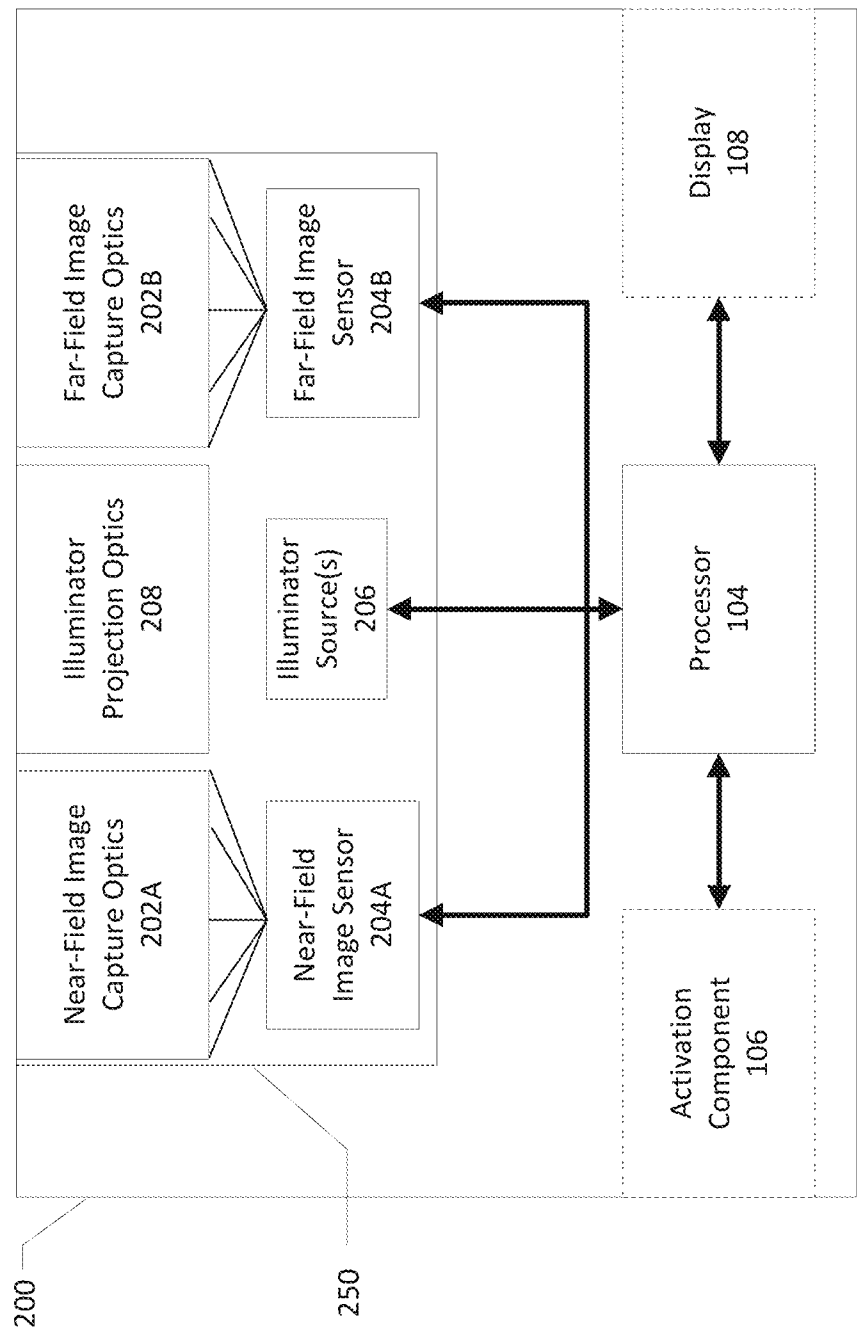 200
250
Near-Field Image
Capture Optics
202A
Illuminator
Projection Optics
208
Far-Field Image
Capture Optics
202B
Near-Field
Image Sensor
204A
Illuminator
Source(s)
206
Far-Field Image
Sensor
204B
Activation
Component
106
Processor
104
Display
108